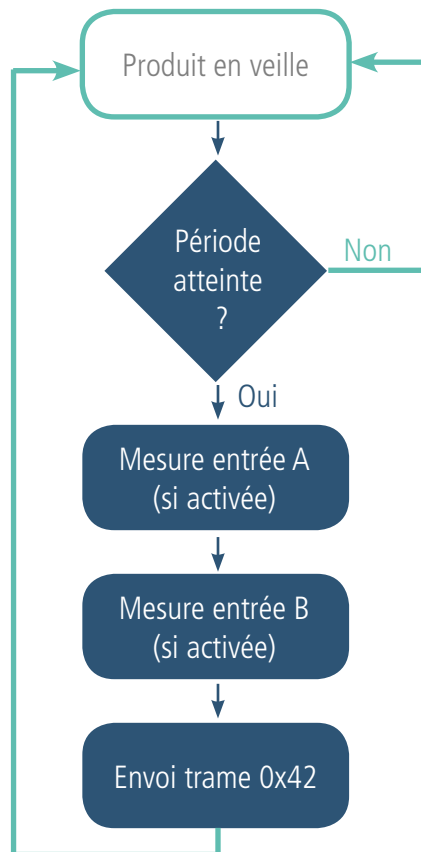 Produit en veille
Période
atteinte
?
Non
Oui
Mesure entrée A
(si activée)
Mesure entrée B
(si activée)
Envoi trame 0x42